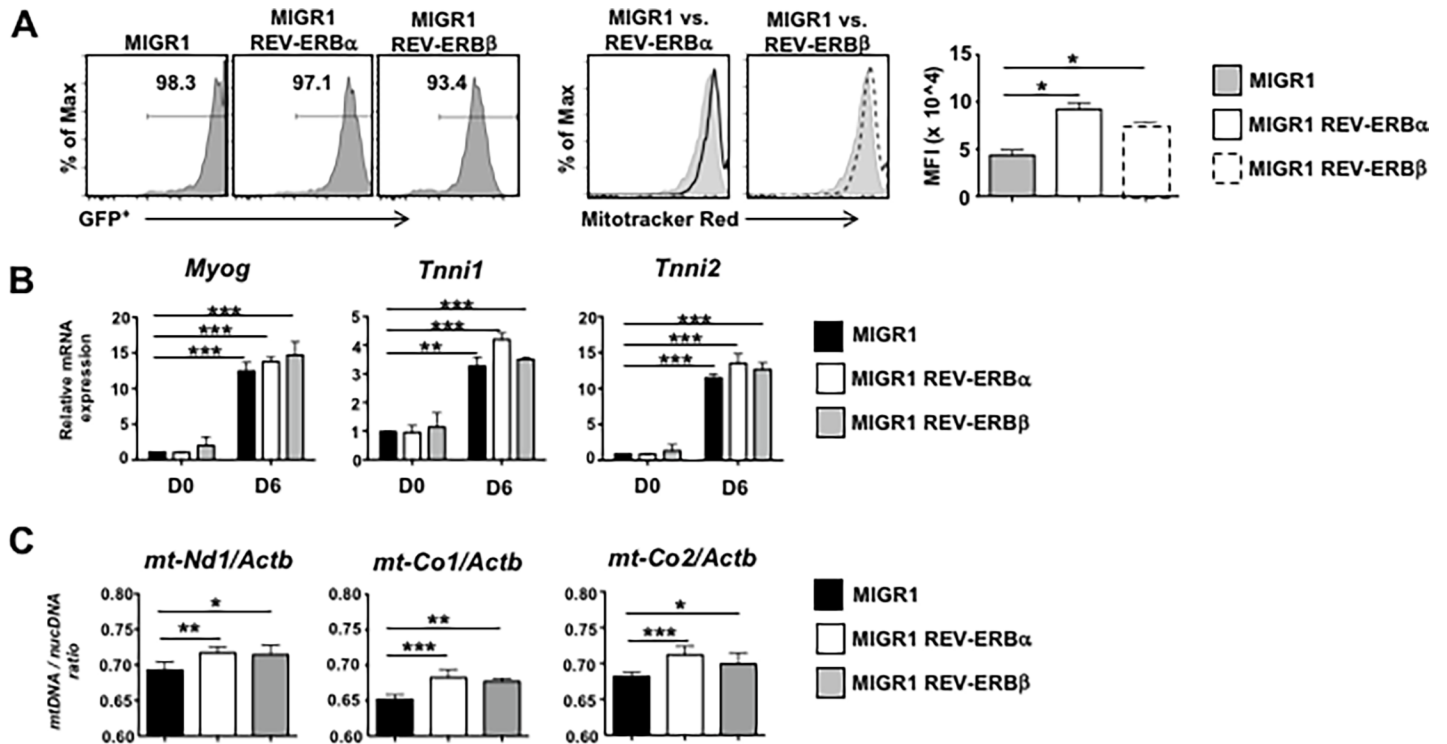 A
MIGR1
MIGR1
REV-ERBα
MIGR1
REV-ERBβ
98.3
97.1
93.4
% of Max
GFP⁺
MIGR1 vs.
REV-ERBα
MIGR1 vs.
REV-ERBβ
% of Max
Mitotracker Red
15
10
5
0
MFI (x 10^4)
*
*
MIGR1
MIGR1 REV-ERBα
MIGR1 REV-ERBβ
B
Myog
Tnni1
Tnni2
Relative mRNA
expression
20
15
10
5
0
***
***
***
D0 D6
5
4
3
2
1
0
***
***
**
D0 D6
20
15
10
5
0
***
***
***
D0 D6
MIGR1
MIGR1 REV-ERBα
MIGR1 REV-ERBβ
C
mt-Nd1/Actb
mt-Co1/Actb
mt-Co2/Actb
mtDNA / nucDNA
ratio
0.80
0.75
0.70
0.65
0.60
*
**
0.80
0.75
0.70
0.65
0.60
**
***
0.80
0.75
0.70
0.65
0.60
*
***
MIGR1
MIGR1 REV-ERBα
MIGR1 REV-ERBβ